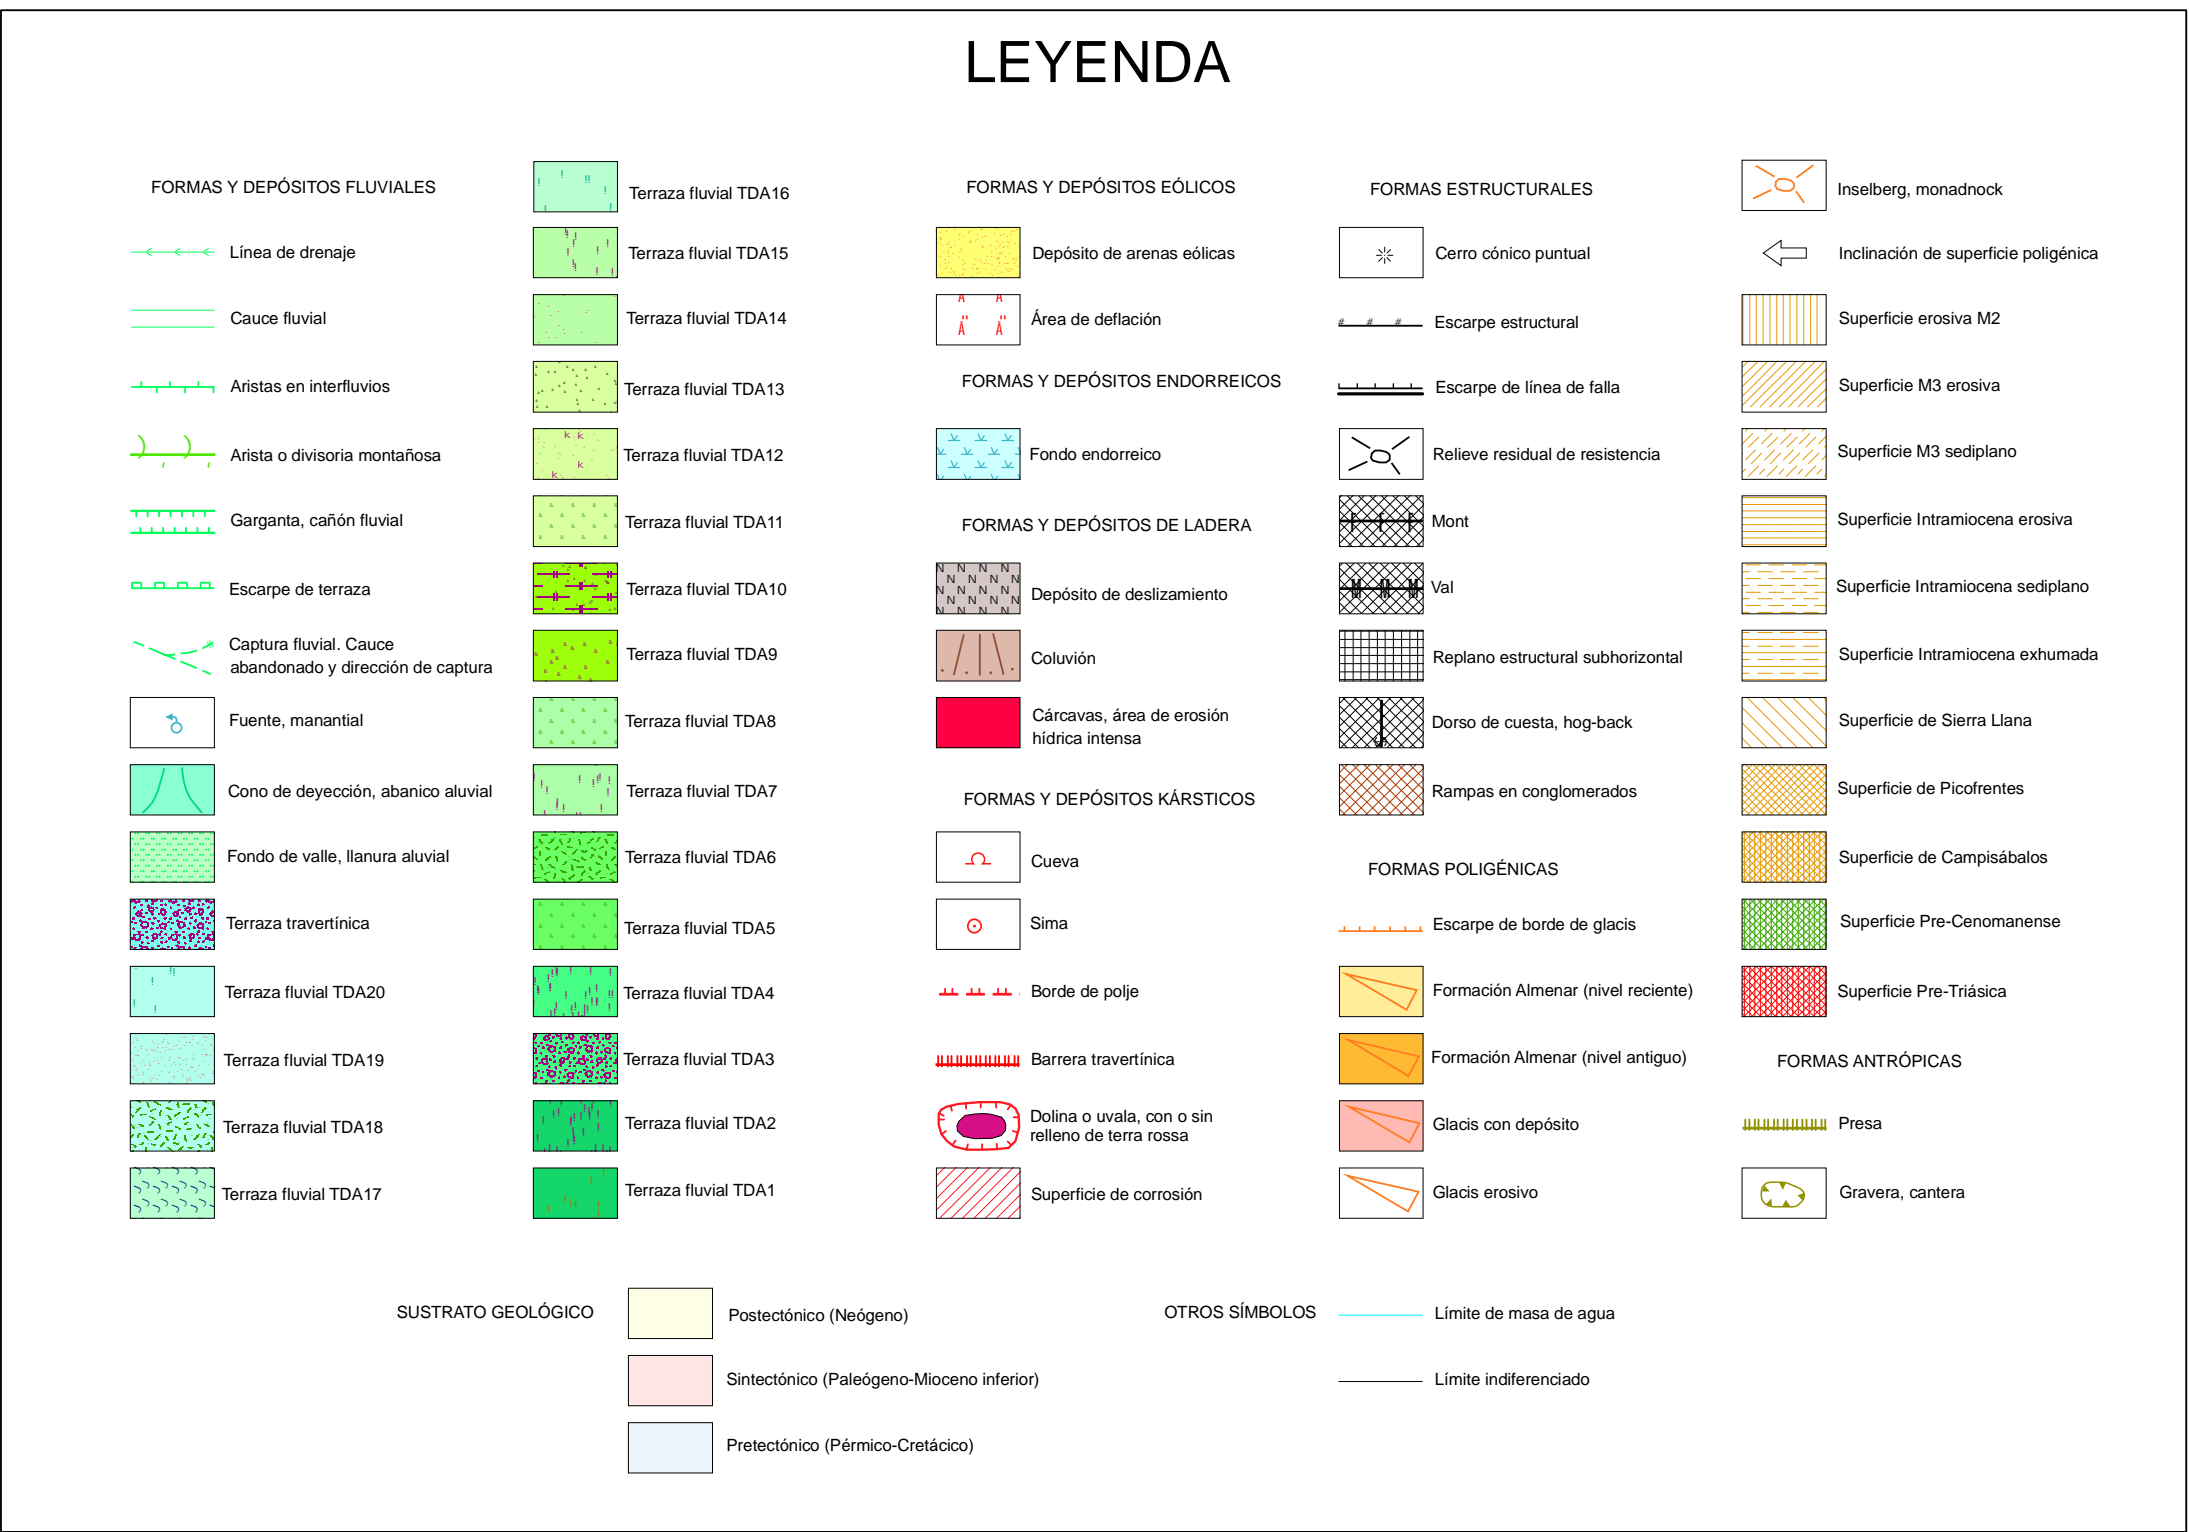 LEYENDA
FORMAS Y DEPÓSITOS FLUVIALES
Línea de drenaje
Cauce fluvial
Aristas en interfluvios
Arista o divisoria montañosa
Garganta, cañón fluvial
Escarpe de terraza
Captura fluvial. Cauce
abandonado y dirección de captura
Fuente, manantial
Cono de deyección, abanico aluvial
Fondo de valle, llanura aluvial
Terraza travertínica
Terraza fluvial TDA20
Terraza fluvial TDA19
Terraza fluvial TDA18
Terraza fluvial TDA17
Terraza fluvial TDA16
Terraza fluvial TDA15
Terraza fluvial TDA14
Terraza fluvial TDA13
Terraza fluvial TDA12
Terraza fluvial TDA11
Terraza fluvial TDA10
Terraza fluvial TDA9
Terraza fluvial TDA8
Terraza fluvial TDA7
Terraza fluvial TDA6
Terraza fluvial TDA5
Terraza fluvial TDA4
Terraza fluvial TDA3
Terraza fluvial TDA2
Terraza fluvial TDA1
FORMAS Y DEPÓSITOS EÓLICOS
Depósito de arenas eólicas
Área de deflación
FORMAS Y DEPÓSITOS ENDORREICOS
Fondo endorreico
FORMAS Y DEPÓSITOS DE LADERA
Depósito de deslizamiento
Coluvión
Cárcavas, área de erosión
hídrica intensa
FORMAS Y DEPÓSITOS KÁRSTICOS
Cueva
Sima
Borde de polje
Barrera travertínica
Dolina o uvala, con o sin
relleno de terra rossa
Superficie de corrosión
FORMAS ESTRUCTURALES
Cerro cónico puntual
Escarpe estructural
Escarpe de línea de falla
Relieve residual de resistencia
Mont
Val
Replano estructural subhorizontal
Dorso de cuesta, hog-back
Rampas en conglomerados
FORMAS POLIGÉNICAS
Escarpe de borde de glacis
Formación Almenar (nivel reciente)
Formación Almenar (nivel antiguo)
Glacis con depósito
Glacis erosivo
Inselberg, monadnock
Inclinación de superficie poligénica
Superficie erosiva M2
Superficie M3 erosiva
Superficie M3 sediplano
Superficie Intramiocena erosiva
Superficie Intramiocena sediplano
Superficie Intramiocena exhumada
Superficie de Sierra Llana
Superficie de Picofrentes
Superficie de Campisábalos
Superficie Pre-Cenomanense
Superficie Pre-Triásica
FORMAS ANTRÓPICAS
Presa
Gravera, cantera
SUSTRATO GEOLÓGICO
Postectónico (Neógeno)
Sintectónico (Paleógeno-Mioceno inferior)
Pretectónico (Pérmico-Cretácico)
OTROS SÍMBOLOS
Límite de masa de agua
Límite indiferenciado